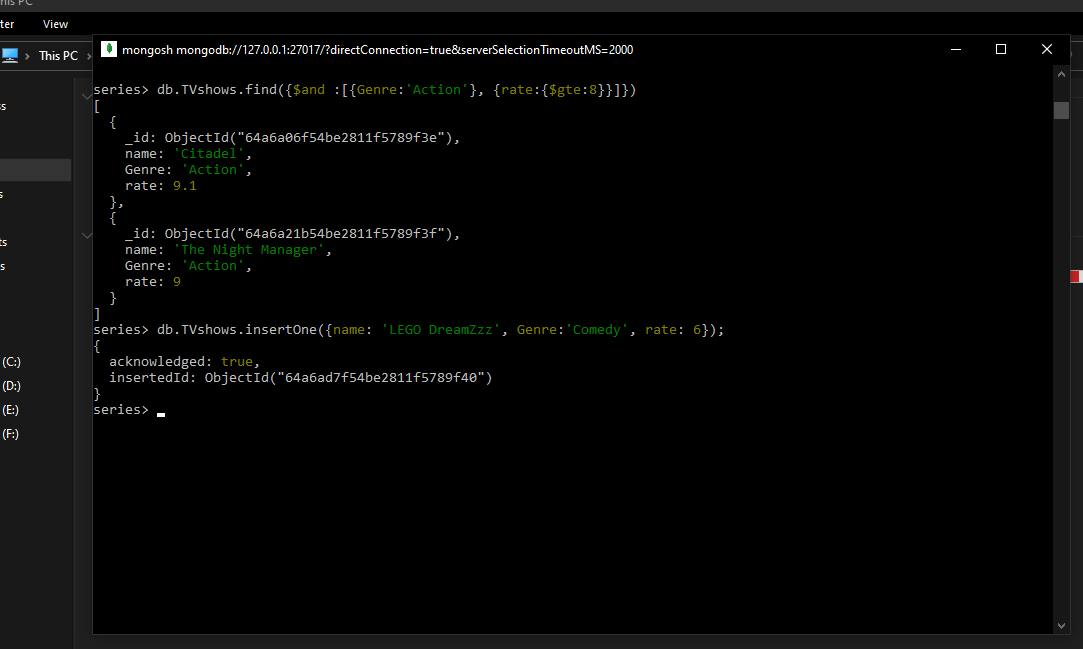 This PC
ter View
This PC
mongosh mongodb://127.0.0.1:27017/?directConnection=true&serverSelectionTimeoutMS=2000
series> db.TVshows.find({$and :[{Genre:'Action'}, {rate:{$gte:8}}]})
[
{
_id: ObjectId("64a6a06f54be2811f5789f3e"),
name: 'Citadel',
Genre: 'Action',
rate: 9.1
},
{
_id: ObjectId("64a6a21b54be2811f5789f3f"),
name: 'The Night Manager',
Genre: 'Action',
rate: 9
}
]
series> db.TVshows.insertOne({name: 'LEGO DreamZzz', Genre:'Comedy', rate: 6});
{
acknowledged: true,
insertedId: ObjectId("64a6ad7f54be2811f5789f40")
}
series>
(C:)
(D:)
(E:)
(F:)